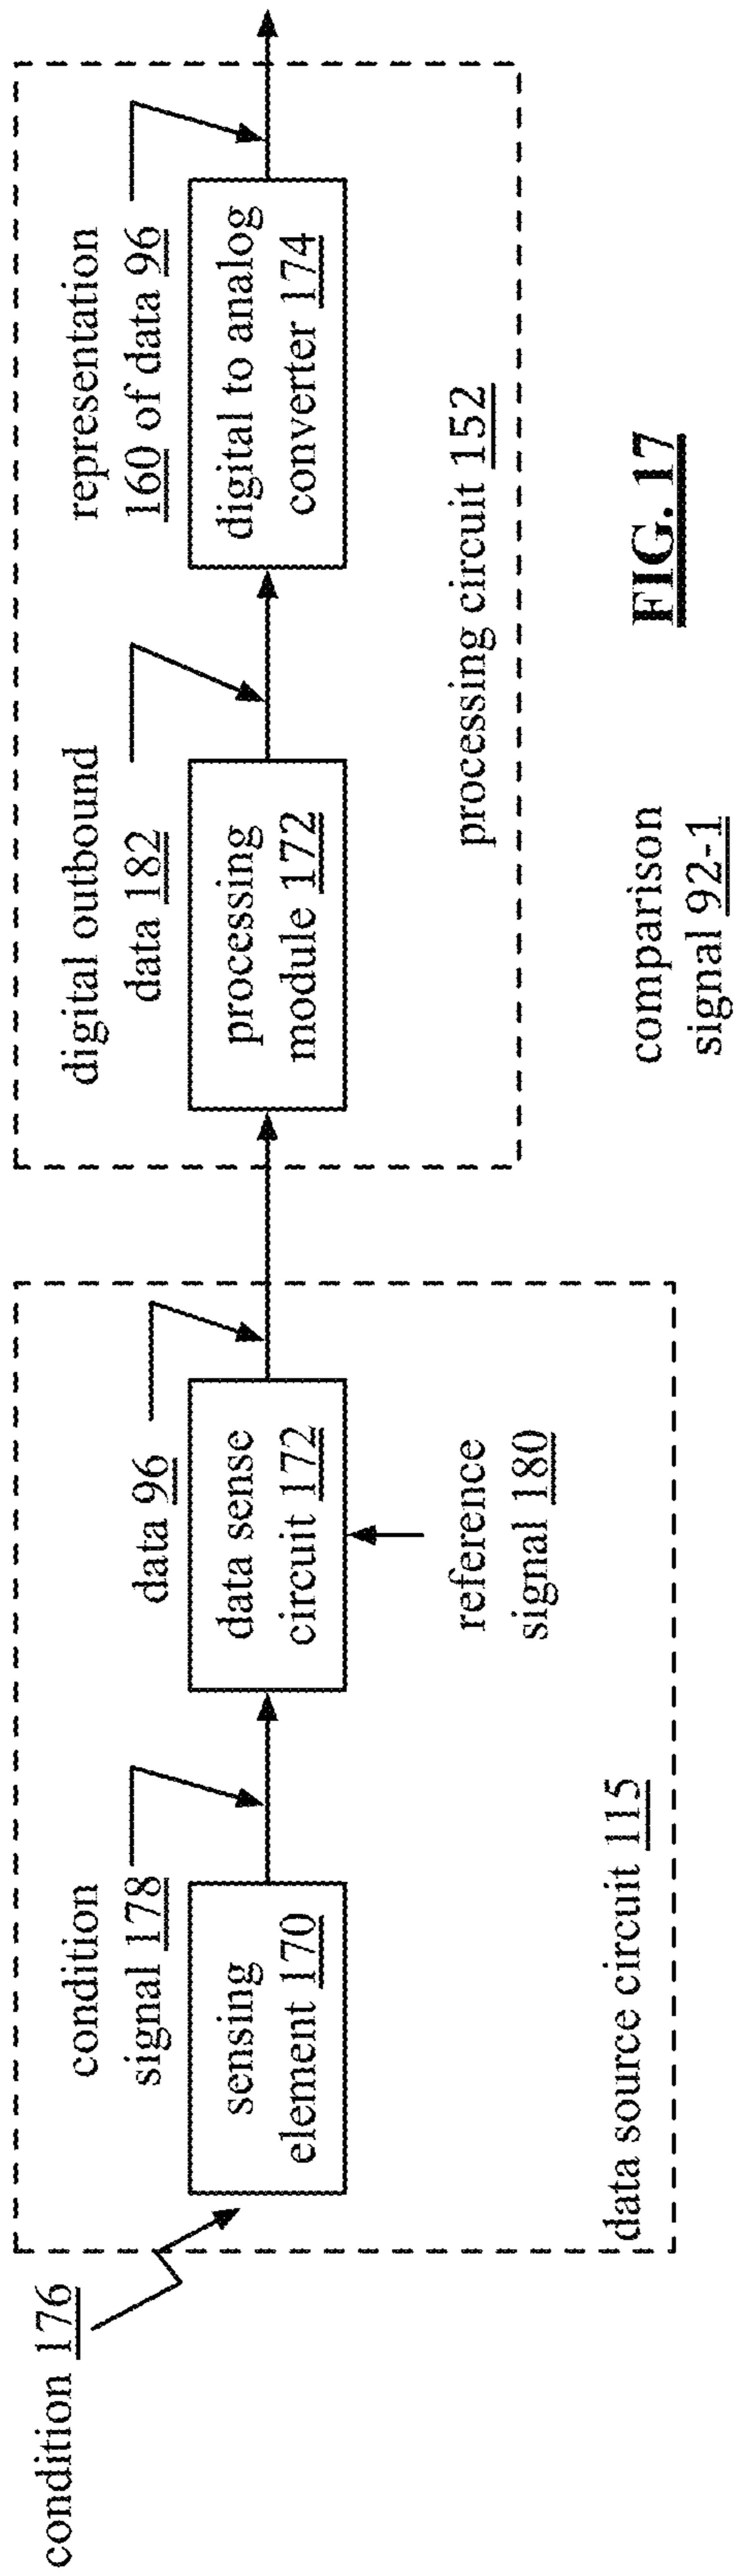 condition 176
condition
signal 178
sensing
element 170
data 96
data sense
circuit 172
reference
signal 180
data source circuit 115
digital outbound
data 182
processing
module 172
representation
160 of data 96
digital to analog
converter 174
processing circuit 152
comparison
signal 92-1
FIG. 17